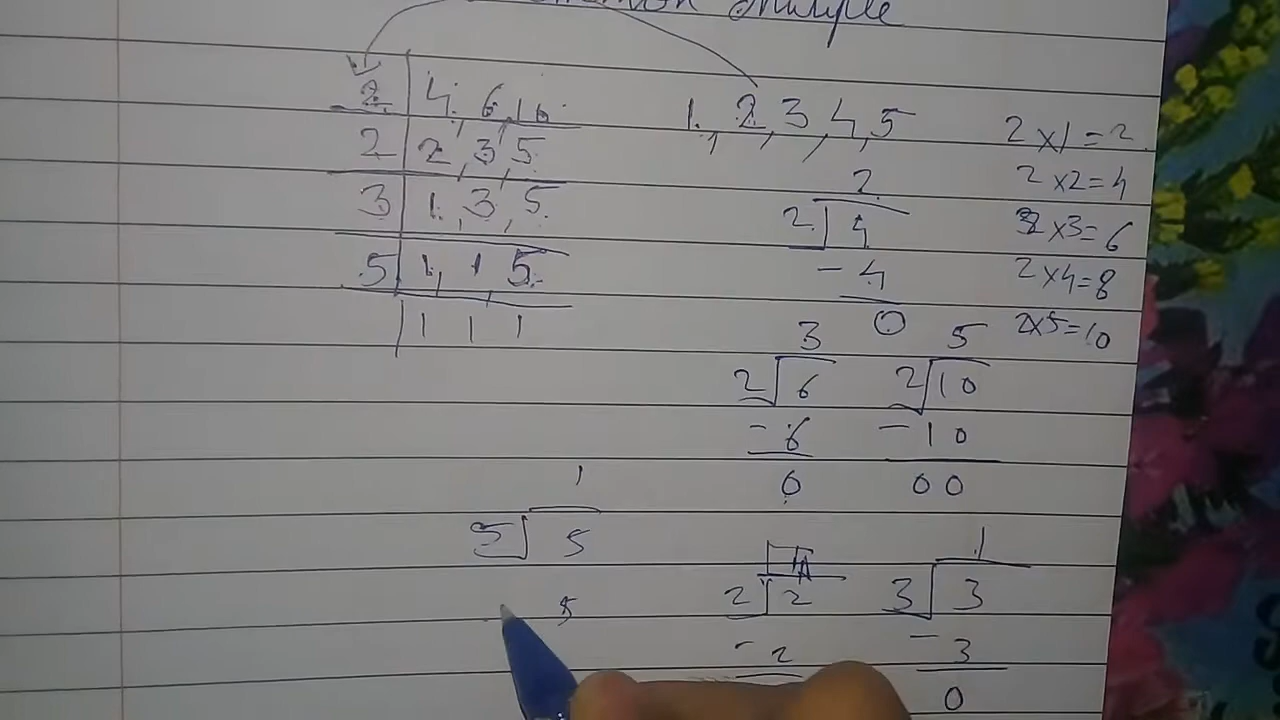 Multiple
2 | 4, 6, 10
2 | 2, 3, 5
3 | 1, 3, 5
5 | 1, 1 5
| 1 1 1
1, 2, 3, 4, 5
2 x 1 = 2
2 x 2 = 4
2 x 3 = 6
2 x 4 = 8
2 x 5 = 10
2
2 4
- 4
0
3
2 6
- 6
0
5
2 10
- 10
00
1
5 5
5
2 2
- 2
1
3 3
- 3
0